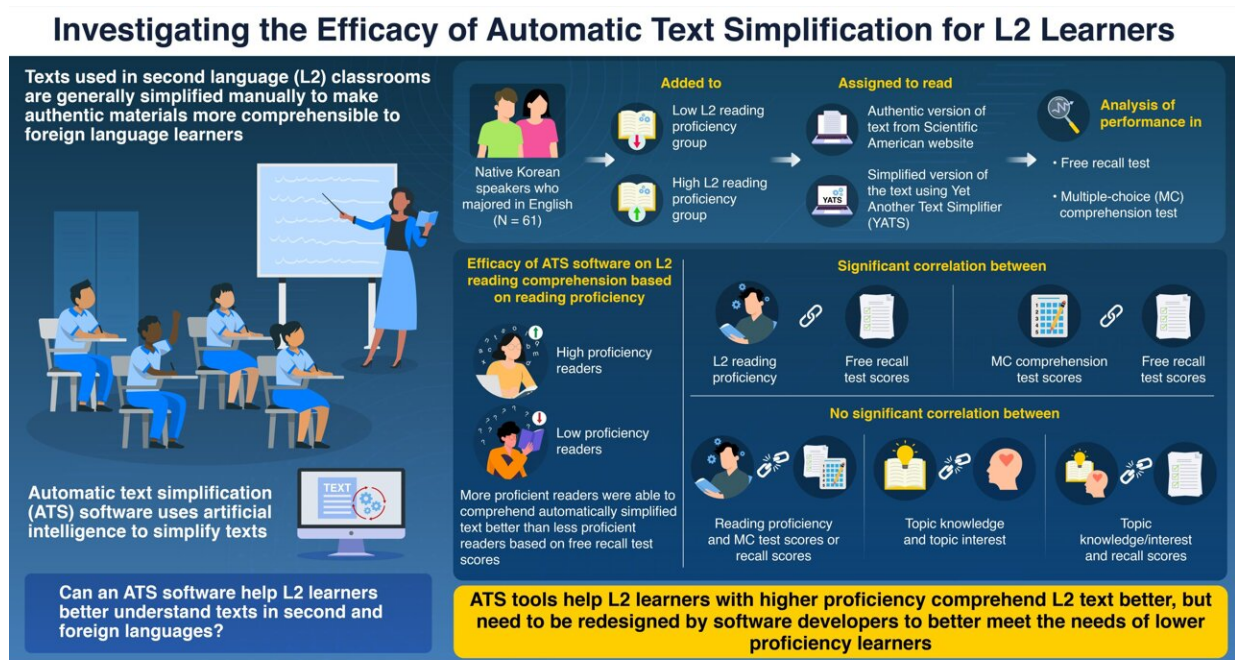 Investigating the Efficacy of Automatic Text Simplification for L2 Learners
Texts used in second language (L2) classrooms
are generally simplified manually to make
authentic materials more comprehensible to
foreign language learners
Automatic text simplification
(ATS) software uses artificial
intelligence to simplify texts
TEXT
Can an ATS software help L2 learners
better understand texts in second and
foreign languages?
Native Korean
speakers who
majored in English
(N = 61)
Added to
Low L2 reading
proficiency
group
High L2 reading
proficiency
group
Assigned to read
Authentic version of
text from Scientific
American website
YATS
Simplified version of
the text using Yet
Another Text Simplifier
(YATS)
Analysis of
performance in
• Free recall test
• Multiple-choice (MC)
comprehension test
Efficacy of ATS software on L2
reading comprehension based
on reading proficiency
High proficiency
readers
Low proficiency
readers
More proficient readers were able to
comprehend automatically simplified
text better than less proficient
readers based on free recall test
scores
Significant correlation between
L2 reading
proficiency
Free recall
test scores
MC comprehension
test scores
Free recall
test scores
No significant correlation between
Reading proficiency
and MC test scores or
recall scores
Topic knowledge
and topic interest
Topic
knowledge/interest
and recall scores
ATS tools help L2 learners with higher proficiency comprehend L2 text better, but
need to be redesigned by software developers to better meet the needs of lower
proficiency learners